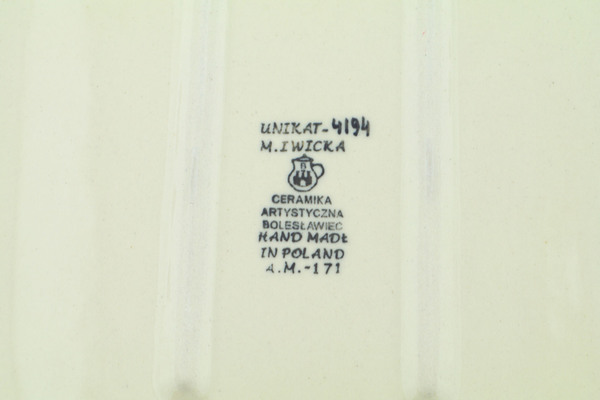 UNIKAT-4194
M.IWICKA
B
CERAMIKA
ARTYSTYCZNA
BOLESŁAWIEC
HAND MADE
IN POLAND
A.M.-171